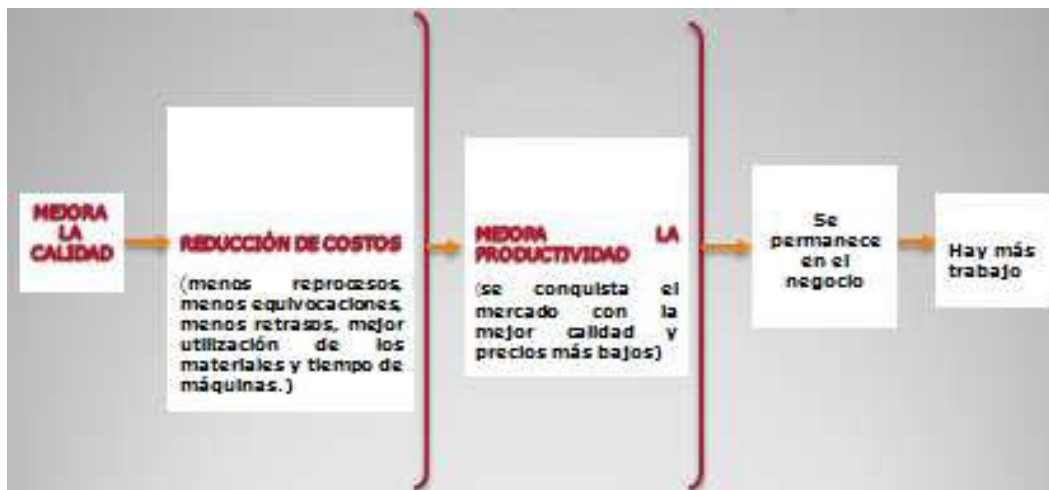 MEJORA
LA
CALIDAD
REDUCCIÓN DE COSTOS
(menos reprocesos,
menos equivocaciones,
menos retrasos, mejor
utilización de los
materiales y tiempo de
máquinas.)
MEJORA LA
PRODUCTIVIDAD
(se conquista el
mercado con la
mejor calidad y
precios más bajos)
Se
permanece
en el
negocio
Hay más
trabajo